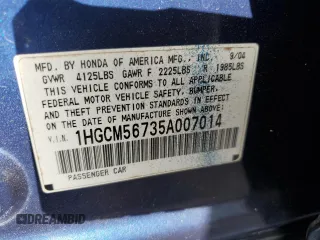 MFD. BY HONDA OF AMERICA MFG., INC. 9/04
GVWR 4125LBS GAWR F 2225LBS R 1985LBS
THIS VEHICLE CONFORMS TO ALL APPLICABLE
FEDERAL MOTOR VEHICLE SAFETY, BUMPER,
AND THEFT PREVENTION STANDARDS IN EFFECT ON
THE DATE OF MANUFACTURE SHOWN ABOVE.
V.I.N. 1HGCM56735A007014
PASSENGER CAR
DREAMBID